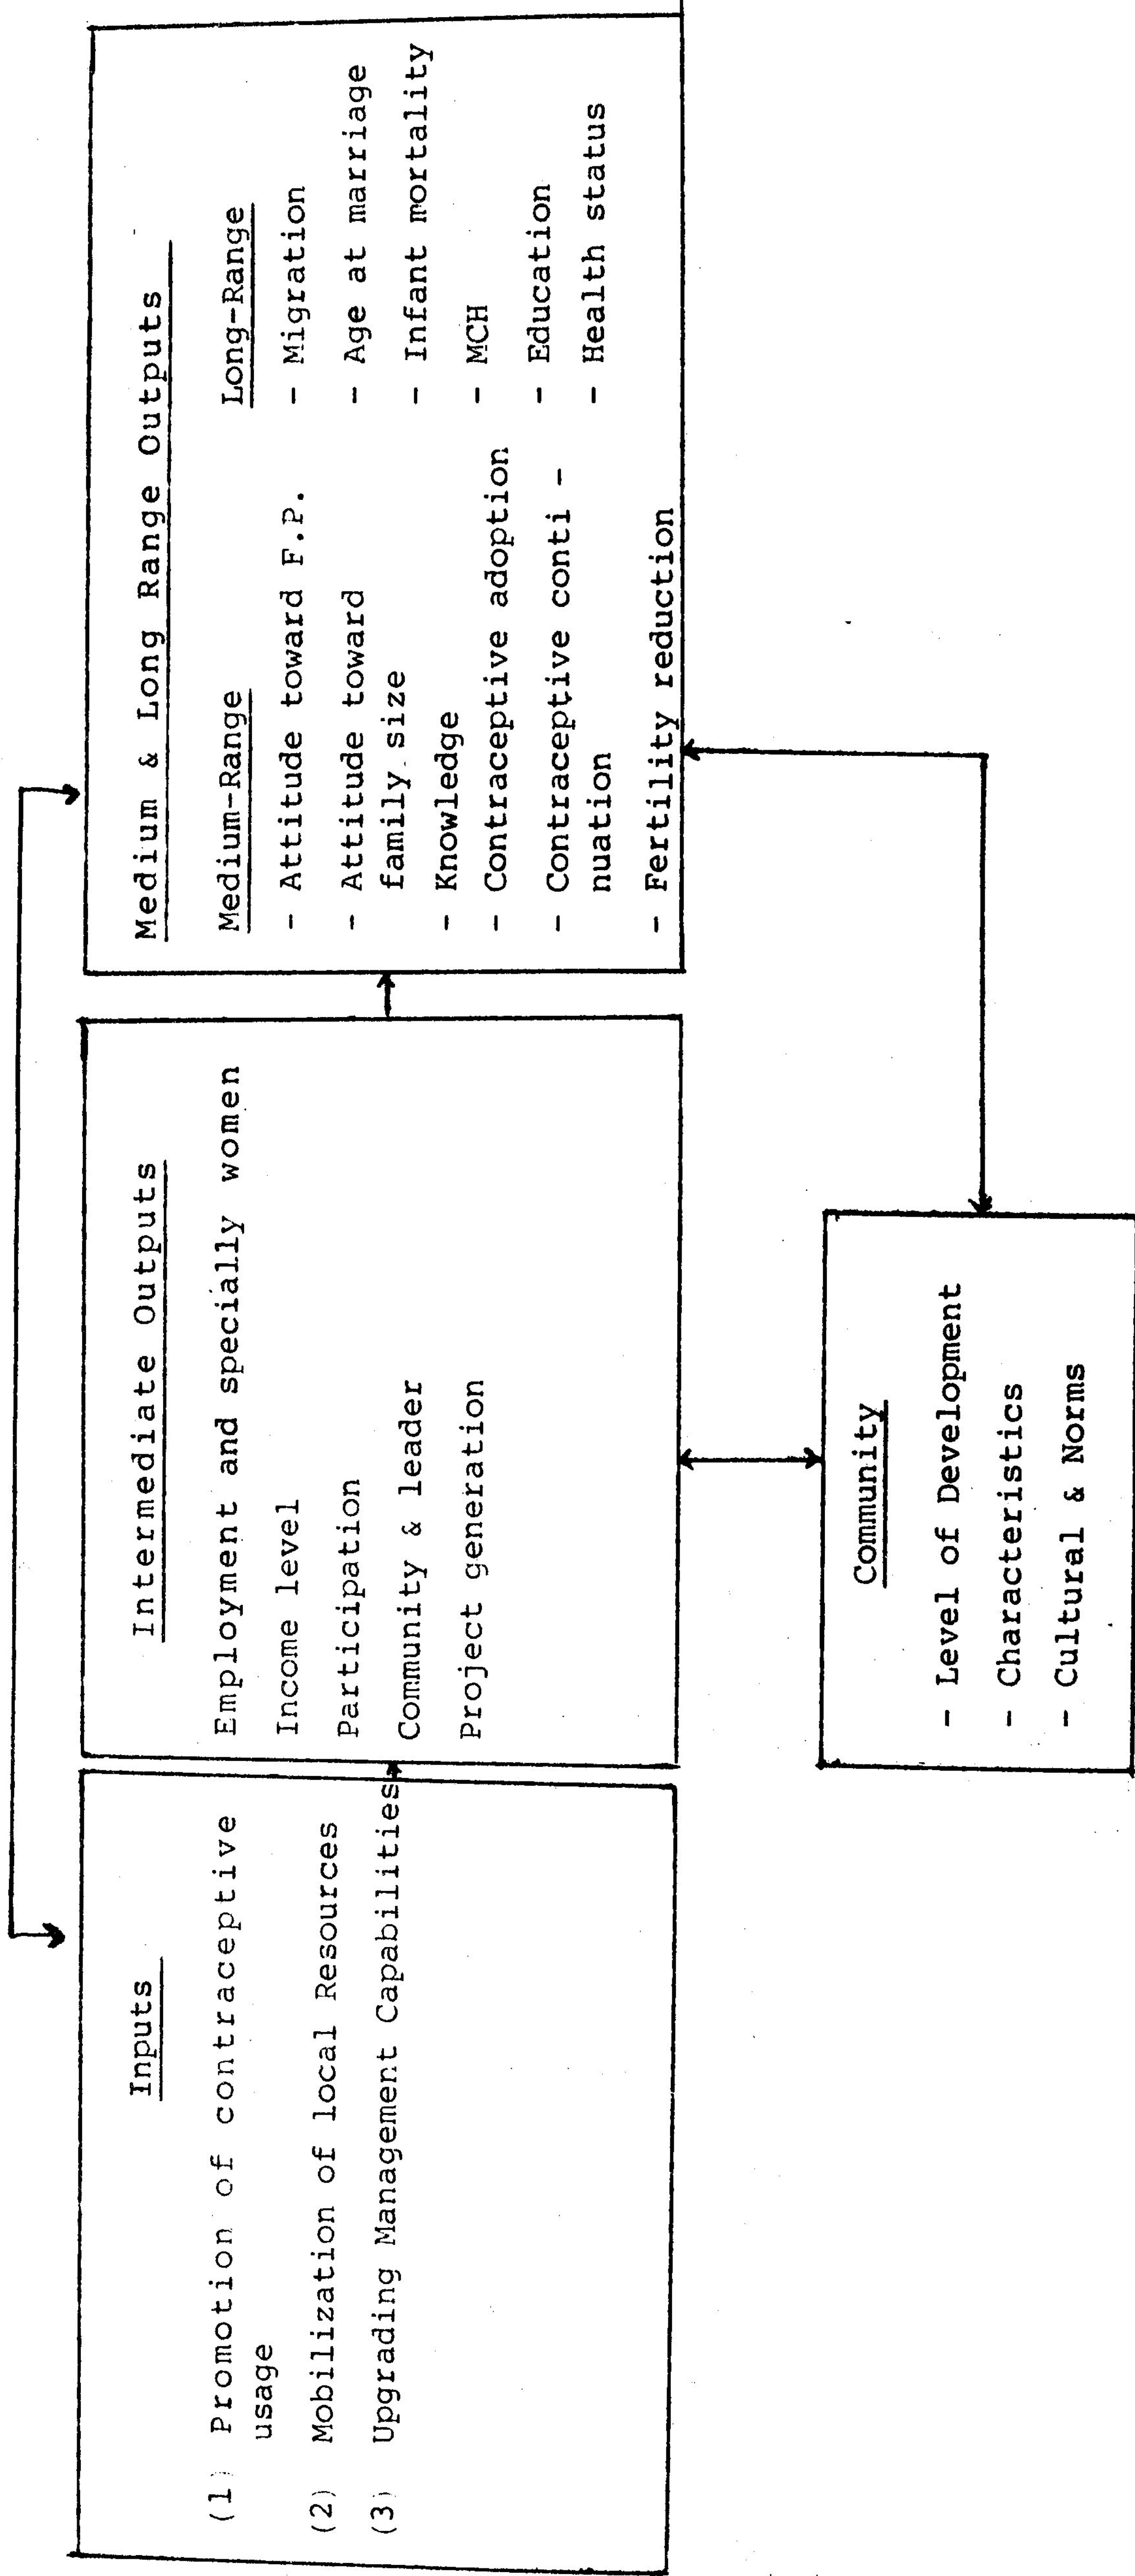 Inputs
(1) Promotion of contraceptive
usage
(2) Mobilization of local Resources
(3) Upgrading Management Capabilities
Intermediate Outputs
Employment and specially women
Income level
Participation
Community & leader
Project generation
Medium & Long Range Outputs
Medium-Range
- Attitude toward F.P.
- Attitude toward
family size
- Knowledge
- Contraceptive adoption
- Contraceptive conti -
nuation
- Fertility reduction
Long-Range
- Migration
- Age at marriage
- Infant mortality
- MCH
- Education
- Health status
Community
- Level of Development
- Characteristics
- Cultural & Norms